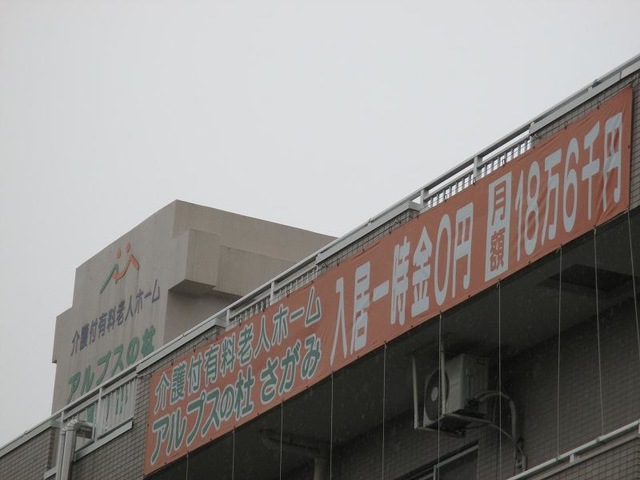 介護付有料老人ホーム
アルプスの杜
介護付有料老人ホーム
アルプスの杜 さがみ
入居一時金0円 月額 18万6千円